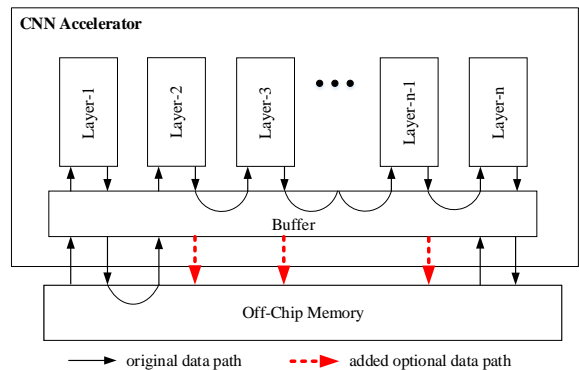 CNN Accelerator
Layer-1
Layer-2
Layer-3
Layer-n-1
Layer-n
Buffer
Off-Chip Memory
original data path
added optional data path